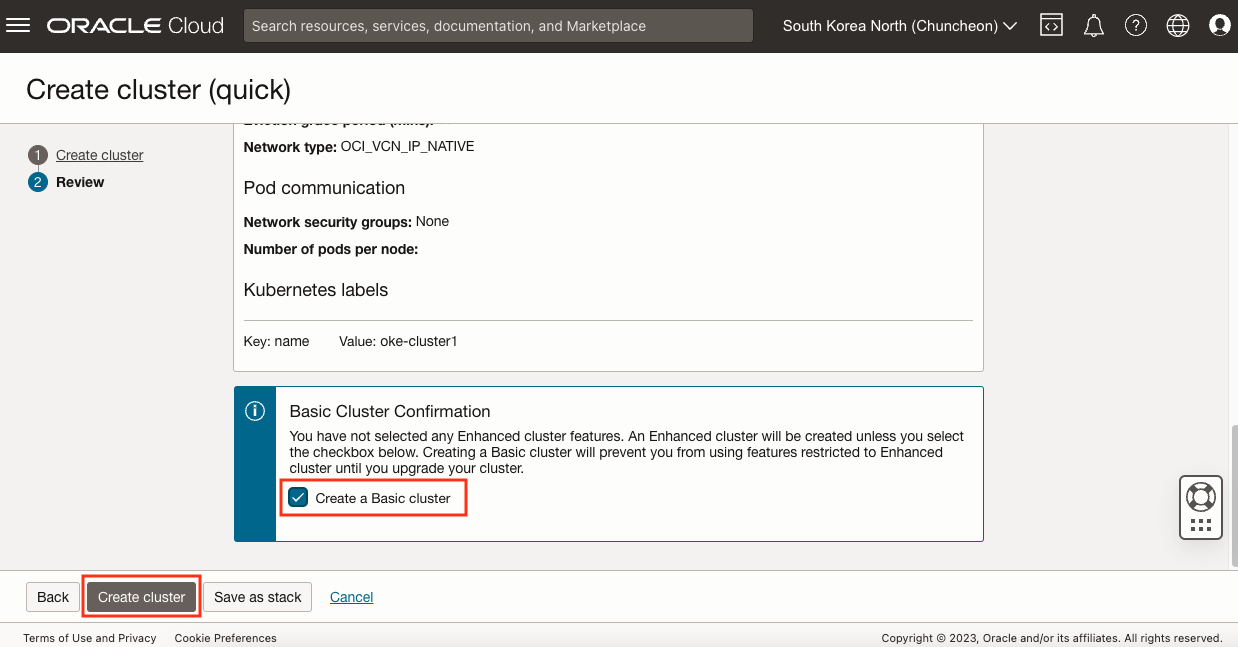 ORACLE Cloud
Search resources, services, documentation, and Marketplace
South Korea North (Chuncheon)
Create cluster (quick)
1 Create cluster
2 Review
Network type: OCI_VCN_IP_NATIVE
Pod communication
Network security groups: None
Number of pods per node:
Kubernetes labels
Key: name Value: oke-cluster1
Basic Cluster Confirmation
You have not selected any Enhanced cluster features. An Enhanced cluster will be created unless you select
the checkbox below. Creating a Basic cluster will prevent you from using features restricted to Enhanced
cluster until you upgrade your cluster.
Create a Basic cluster
Back Create cluster Save as stack Cancel
Terms of Use and Privacy Cookie Preferences Copyright © 2023, Oracle and/or its affiliates. All rights reserved.